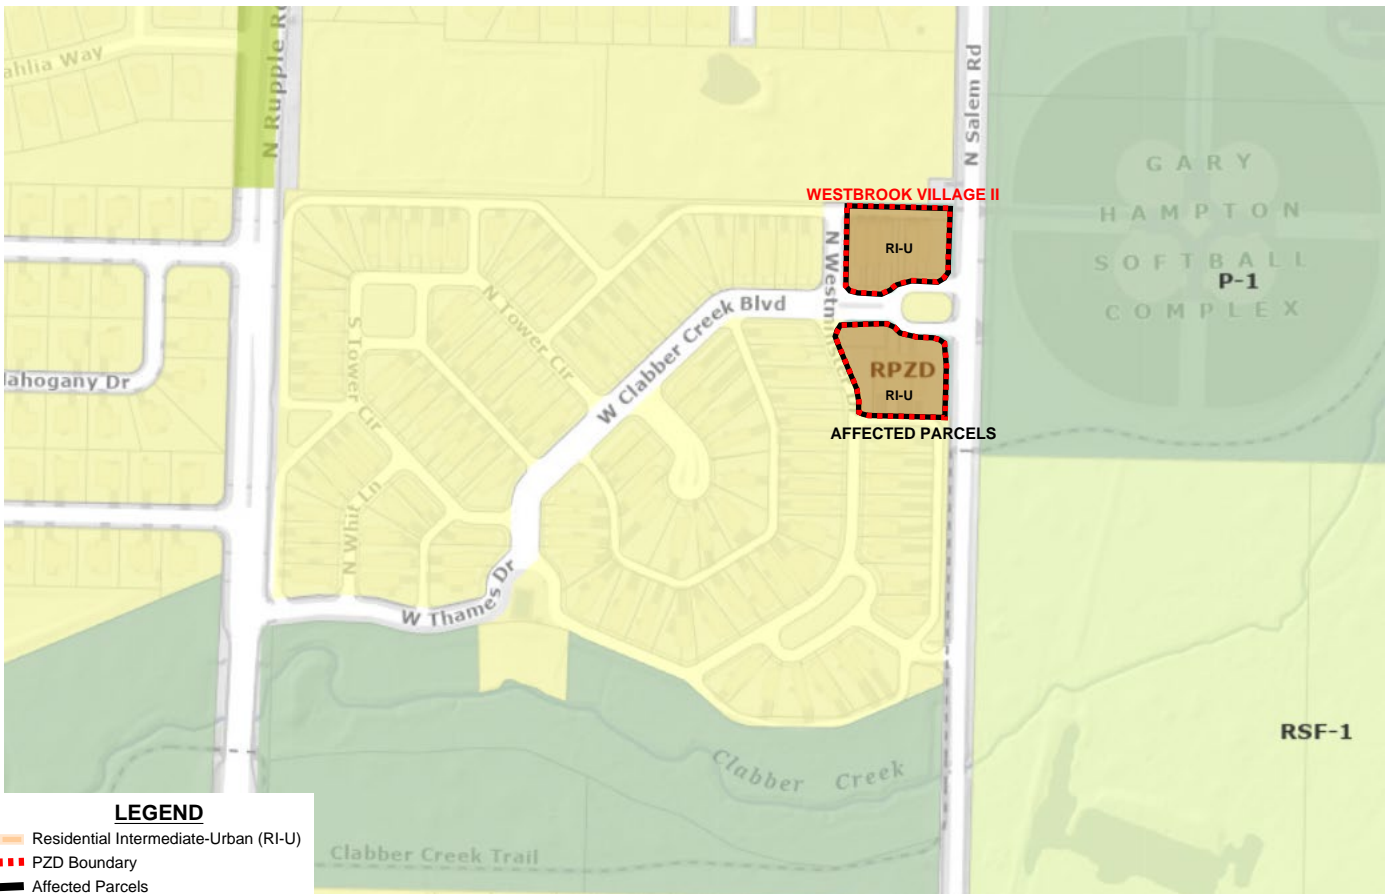 ahlia Way
N Rupple R
N Salem Rd
WESTBROOK VILLAGE II
RI-U
GARY
HAMPTON
SOFTBALL
COMPLEX
P-1
N Westminster D
W Clabber Creek Blvd
N Tower Cir
S Tower Cir
RPZD
RI-U
AFFECTED PARCELS
ahogany Dr
N Whit Ln
W Thames Dr
RSF-1
Clabber Creek
Clabber Creek Trail
LEGEND
Residential Intermediate-Urban (RI-U)
PZD Boundary
Affected Parcels